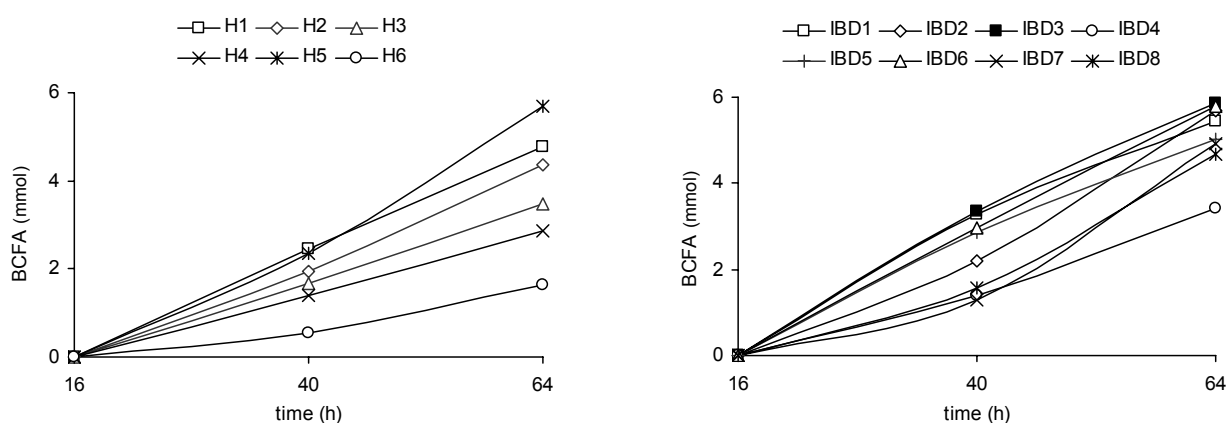 H1 H2 H3
H4 H5 H6
6
4
2
0
BCFA (mmol)
16 40 64
time (h)
IBD1 IBD2 IBD3 IBD4
IBD5 IBD6 IBD7 IBD8
6
4
2
0
BCFA (mmol)
16 40 64
time (h)